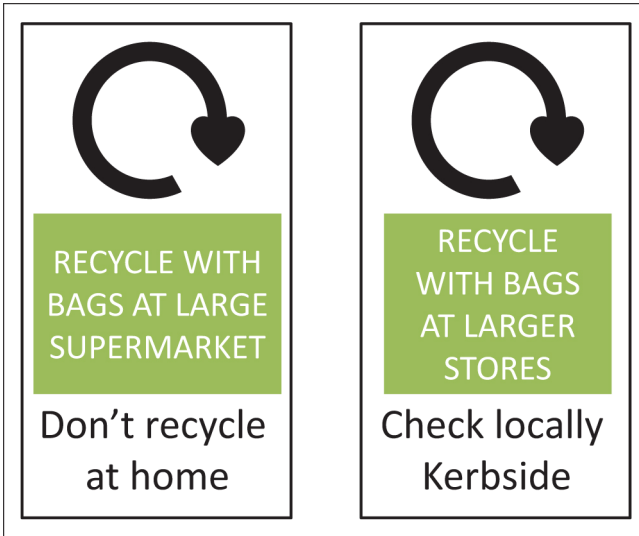 RECYCLE WITH
BAGS AT LARGE
SUPERMARKET
Don’t recycle
at home
RECYCLE
WITH BAGS
AT LARGER
STORES
Check locally
Kerbside